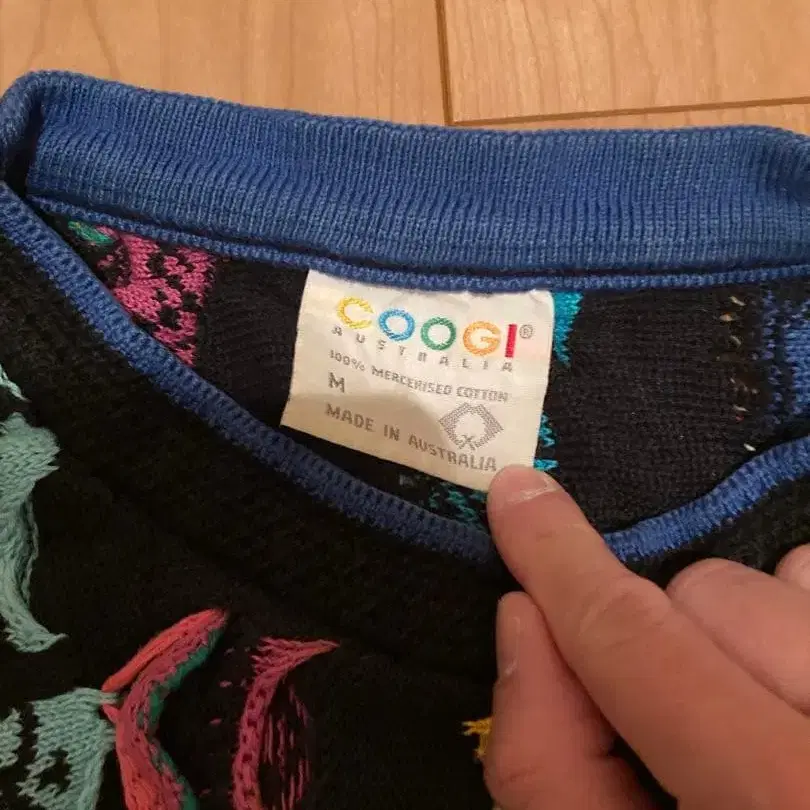 COOGI®
AUSTRALIA
100% MERCERISED COTTON
M
MADE IN AUSTRALIA